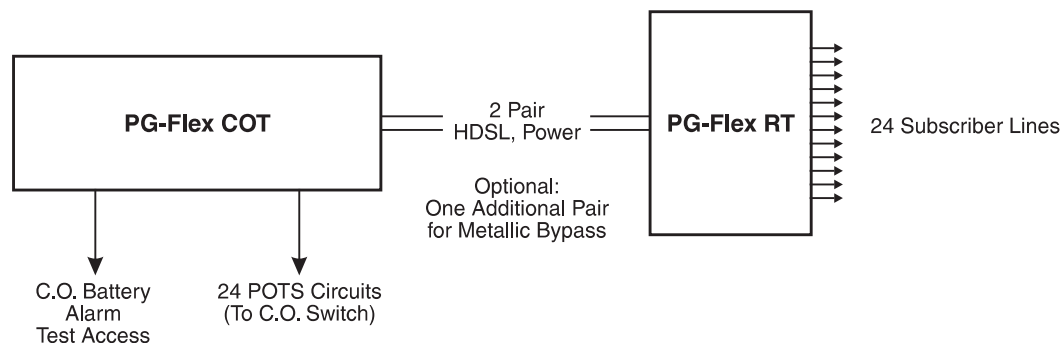 PG-Flex COT
2 Pair
HDSL, Power
Optional:
One Additional Pair
for Metallic Bypass
PG-Flex RT
24 Subscriber Lines
C.O. Battery
Alarm
Test Access
24 POTS Circuits
(To C.O. Switch)